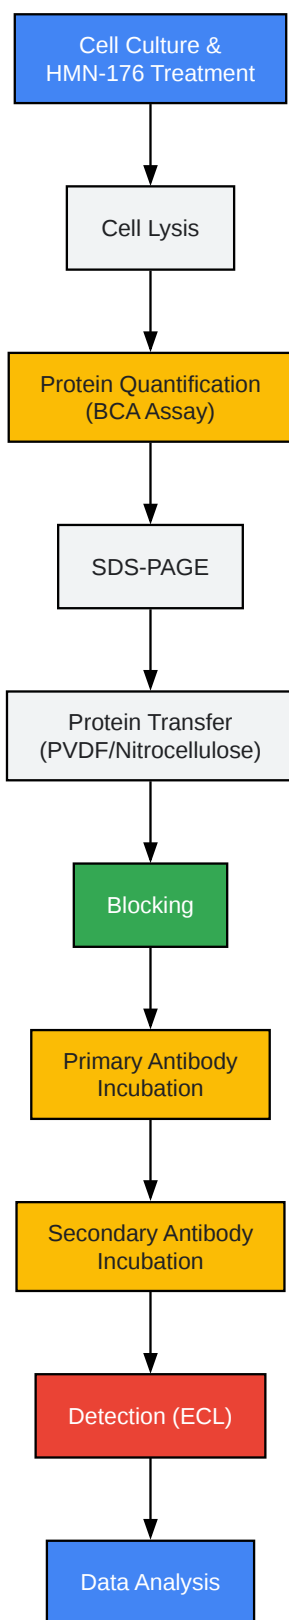 Cell Culture &
HMN-176 Treatment
Cell Lysis
Protein Quantification
(BCA Assay)
SDS-PAGE
Protein Transfer
(PVDF/Nitrocellulose)
Blocking
Primary Antibody
Incubation
Secondary Antibody
Incubation
Detection (ECL)
Data Analysis